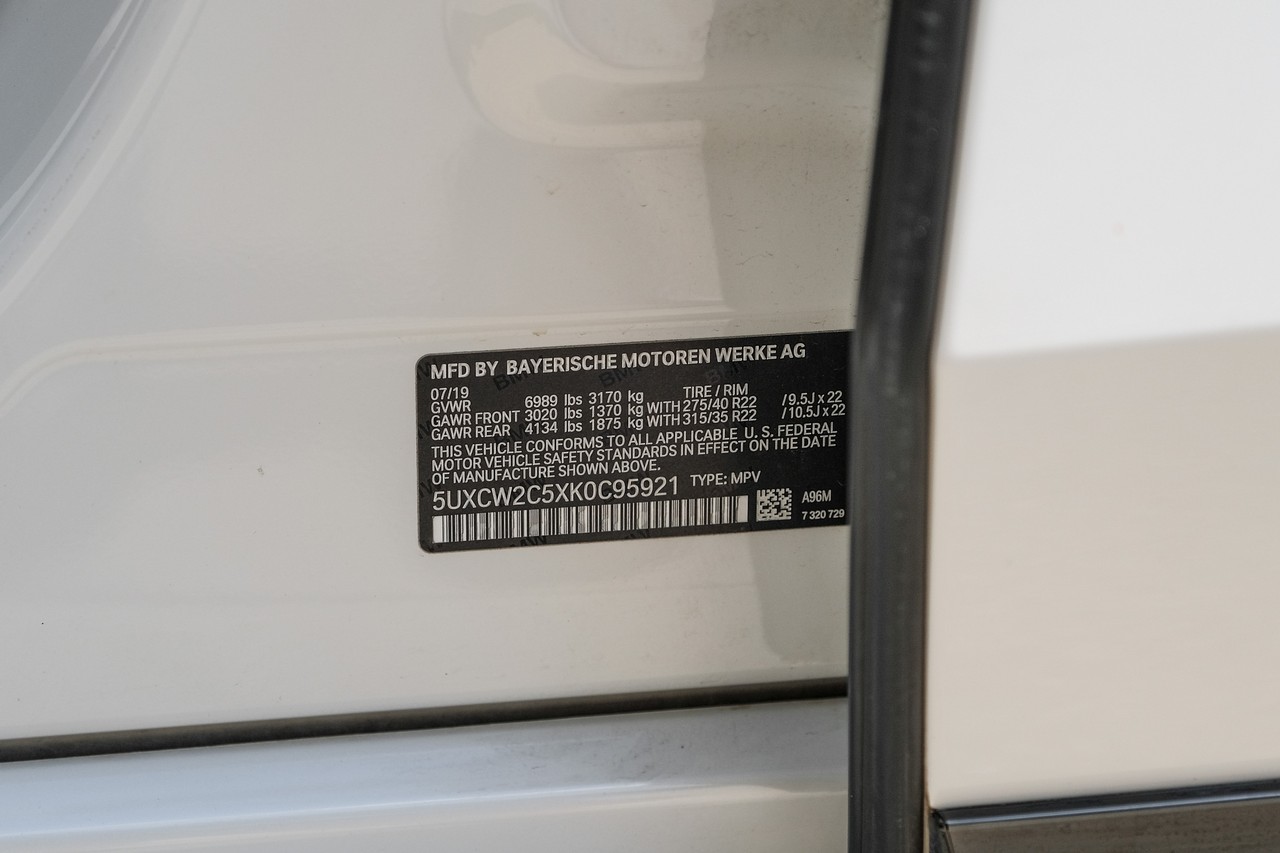 MFD BY BAYERISCHE MOTOREN WERKE AG
07/19 TIRE / RIM
GVWR 6989 lbs 3170 kg
GAWR FRONT 3020 lbs 1370 kg WITH 275/40 R22 / 9.5J x 22
GAWR REAR 4134 lbs 1875 kg WITH 315/35 R22 / 10.5J x 22
THIS VEHICLE CONFORMS TO ALL APPLICABLE U. S. FEDERAL
MOTOR VEHICLE SAFETY STANDARDS IN EFFECT ON THE DATE
OF MANUFACTURE SHOWN ABOVE.
5UXCW2C5XK0C95921 TYPE: MPV
A96M
7 320 729